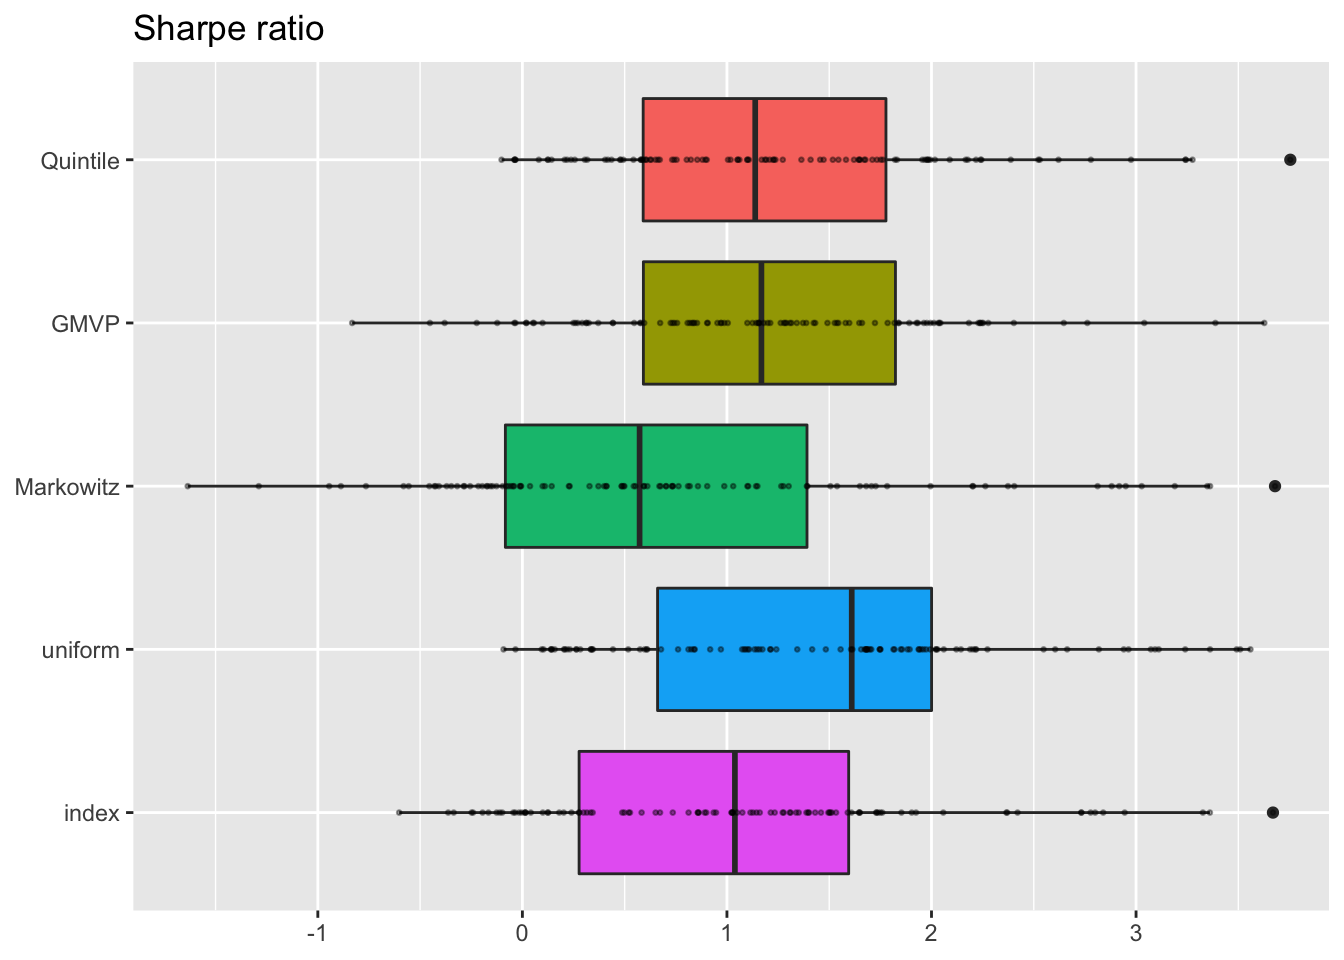 Sharpe ratio
Quintile
GMVP
Markowitz
uniform
index
-1 0 1 2 3